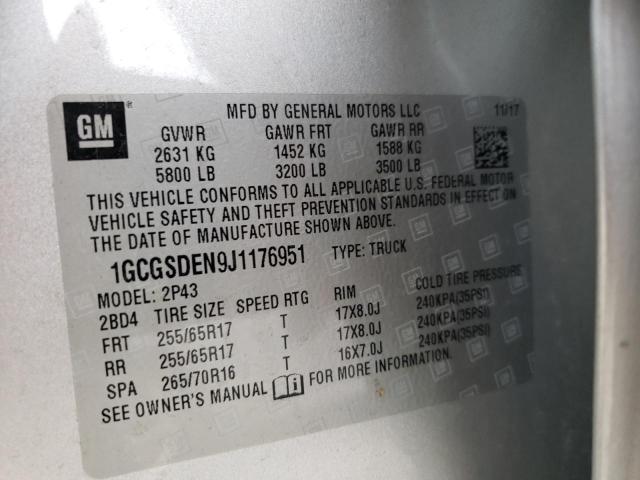 GM
MFD BY GENERAL MOTORS LLC 11/17
GVWR GAWR FRT GAWR RR
2631 KG 1452 KG 1588 KG
5800 LB 3200 LB 3500 LB
THIS VEHICLE CONFORMS TO ALL APPLICABLE U.S. FEDERAL MOTOR
VEHICLE SAFETY AND THEFT PREVENTION STANDARDS IN EFFECT ON
THE DATE OF MANUFACTURE SHOWN ABOVE.
1GCGSDEN9J1176951 TYPE: TRUCK
MODEL: 2P43
2BD4 TIRE SIZE SPEED RTG RIM COLD TIRE PRESSURE
FRT 255/65R17 T 17X8.0J 240KPA(35PSI)
RR 255/65R17 T 17X8.0J 240KPA(35PSI)
SPA 265/70R16 T 16X7.0J 240KPA(35PSI)
SEE OWNER'S MANUAL FOR MORE INFORMATION.